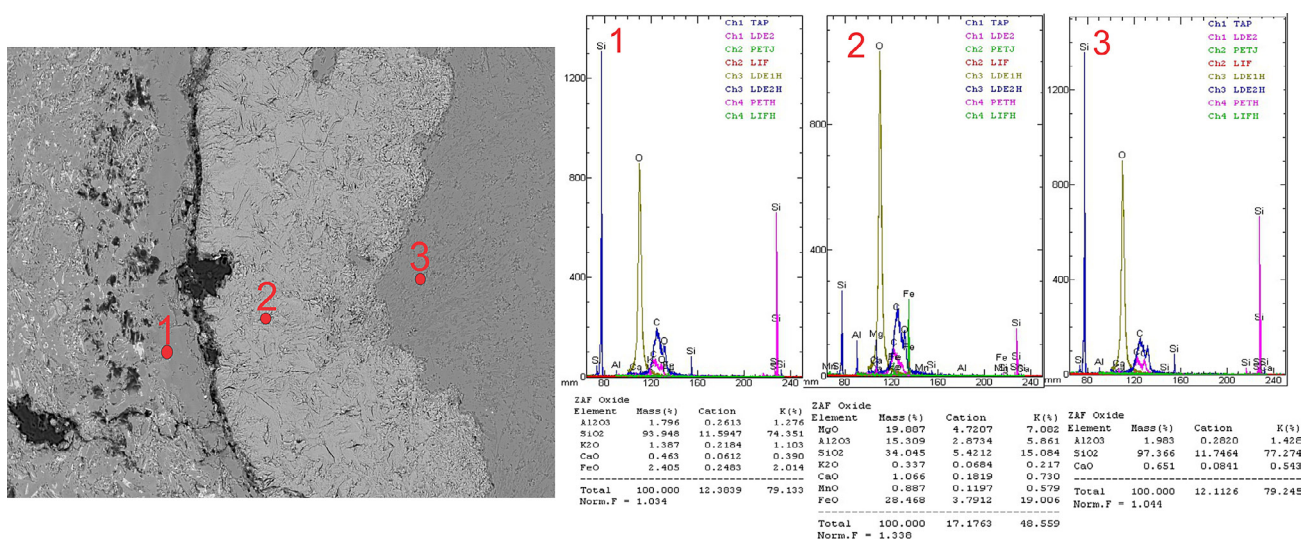 1
2
3
1
Ch1 TAP
Ch1 LDE2
Ch2 PETJ
Ch2 LIF
Ch3 LDE1H
Ch3 LDE2H
Ch4 PETH
Ch4 LIFH
Si
1200
800
400
O
Si
C
O
Si
Al
Si
mm
80
120
160
200
240
ZAF Oxide
Element Mass(%) Cation K(%)
Al2O3 1.796 0.2613 1.276
SiO2 93.948 11.5947 74.351
K2O 1.387 0.2184 1.103
CaO 0.463 0.0612 0.390
FeO 2.405 0.2483 2.014
Total 100.000 12.3839 79.133
Norm.F = 1.034
2
Ch1 TAP
Ch1 LDE2
Ch2 PETJ
Ch2 LIF
Ch3 LDE1H
Ch3 LDE2H
Ch4 PETH
Ch4 LIFH
O
800
400
Si
Fe
C
Al
Mg
O
Fe
Si
Fe
Si
Mn
Al
Mn
mm
80
120
160
200
240
ZAF Oxide
Element Mass(%) Cation K(%)
MgO 19.887 4.7207 7.082
Al2O3 15.309 2.8734 5.861
SiO2 34.045 5.4212 15.084
K2O 0.337 0.0684 0.217
CaO 1.066 0.1819 0.730
MnO 0.887 0.1197 0.579
FeO 28.468 3.7912 19.006
Total 100.000 17.1763 48.559
Norm.F = 1.338
3
Ch1 TAP
Ch1 LDE2
Ch2 PETJ
Ch2 LIF
Ch3 LDE1H
Ch3 LDE2H
Ch4 PETH
Ch4 LIFH
Si
1200
800
400
O
Si
Si
C
Si
Al
Ca
Si
mm
80
120
160
200
240
ZAF Oxide
Element Mass(%) Cation K(%)
Al2O3 1.983 0.2820 1.428
SiO2 97.366 11.7464 77.274
CaO 0.651 0.0841 0.543
Total 100.000 12.1126 79.245
Norm.F = 1.044